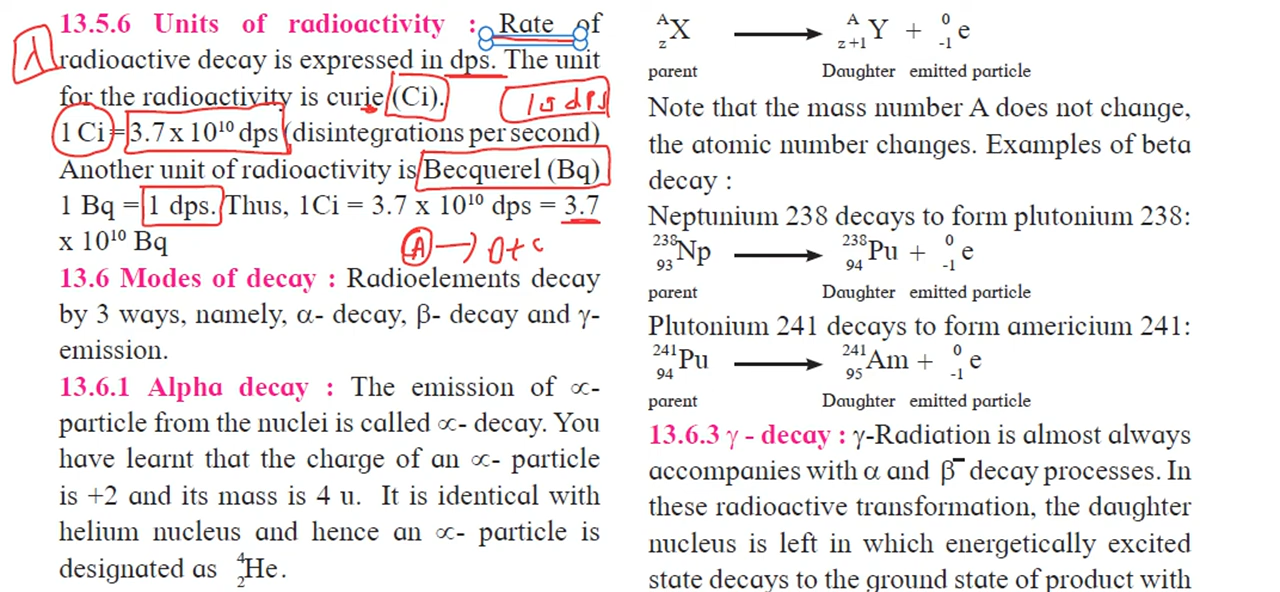 13.5.6 Units of radioactivity : Rate of
radioactive decay is expressed in dps. The unit
for the radioactivity is curie (Ci).
1 Ci = 3.7 x 10¹⁰ dps (disintegrations per second)
Another unit of radioactivity is Becquerel (Bq)
1 Bq = 1 dps. Thus, 1Ci = 3.7 x 10¹⁰ dps = 3.7
x 10¹⁰ Bq
13.6 Modes of decay : Radioelements decay
by 3 ways, namely, α- decay, β- decay and γ-
emission.
13.6.1 Alpha decay : The emission of ∝-
particle from the nuclei is called ∝- decay. You
have learnt that the charge of an ∝- particle
is +2 and its mass is 4 u. It is identical with
helium nucleus and hence an ∝- particle is
designated as ⁴₂He.
ᴬ_zX ⟶ ᴬ_z+1 Y + ⁰₋₁e
parent Daughter emitted particle
Note that the mass number A does not change,
the atomic number changes. Examples of beta
decay :
Neptunium 238 decays to form plutonium 238:
²³⁸₉₃Np ⟶ ²³⁸₉₄Pu + ⁰₋₁e
parent Daughter emitted particle
Plutonium 241 decays to form americium 241:
²⁴¹₉₄Pu ⟶ ²⁴¹₉₅Am + ⁰₋₁e
parent Daughter emitted particle
13.6.3 γ - decay : γ-Radiation is almost always
accompanies with α and β⁻ decay processes. In
these radioactive transformation, the daughter
nucleus is left in which energetically excited
state decays to the ground state of product with